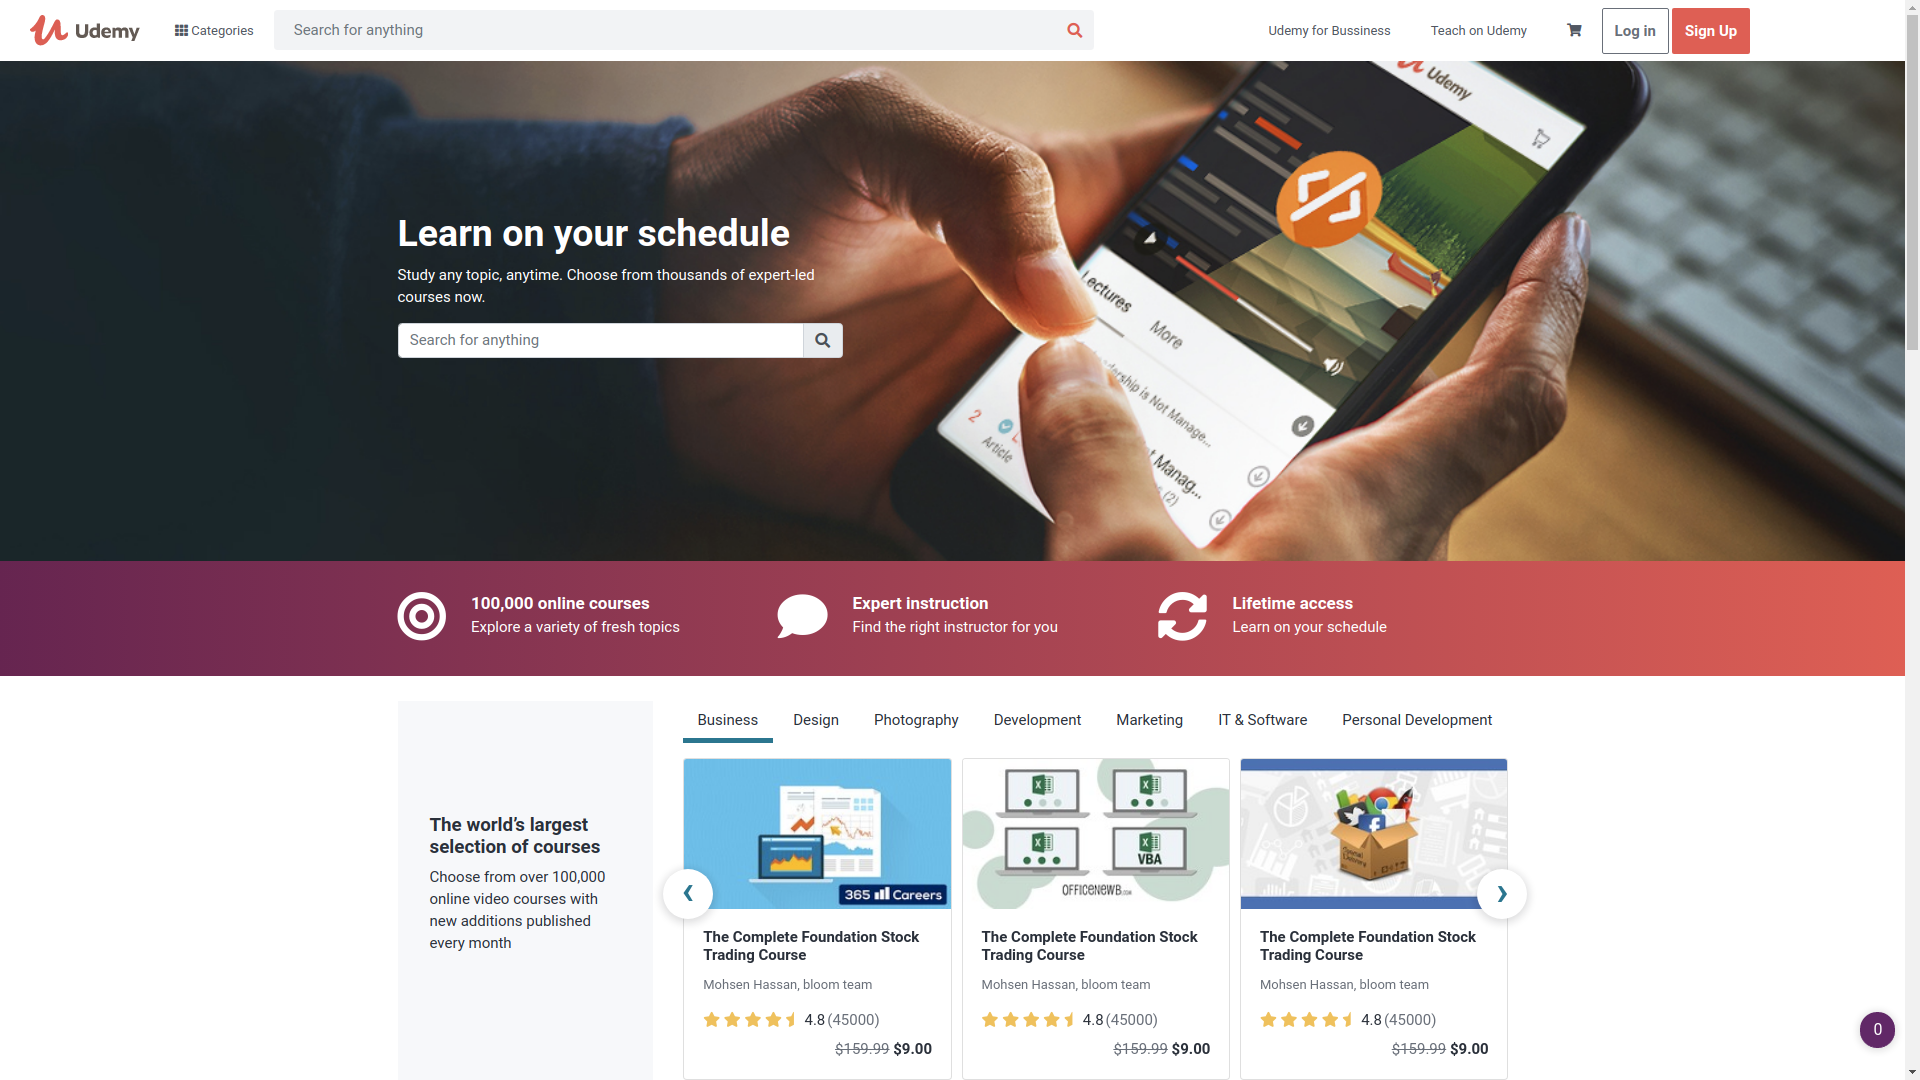 Udemy
Categories
Search for anything
Udemy for Bussiness
Teach on Udemy
Log in
Sign Up
Udemy
Lectures
More
dership is Not Manage...
t Manag...
(2)
2
Article
Learn on your schedule
Study any topic, anytime. Choose from thousands of expert-led
courses now.
Search for anything
100,000 online courses
Explore a variety of fresh topics
Expert instruction
Find the right instructor for you
Lifetime access
Learn on your schedule
The world’s largest
selection of courses
Choose from over 100,000
online video courses with
new additions published
every month
Business
Design
Photography
Development
Marketing
IT & Software
Personal Development
365 Careers
VBA
OFFICENEWB.com
Special
Delivery
The Complete Foundation Stock
Trading Course
Mohsen Hassan, bloom team
4.8 (45000)
$159.99 $9.00
The Complete Foundation Stock
Trading Course
Mohsen Hassan, bloom team
4.8 (45000)
$159.99 $9.00
The Complete Foundation Stock
Trading Course
Mohsen Hassan, bloom team
4.8 (45000)
$159.99 $9.00
0